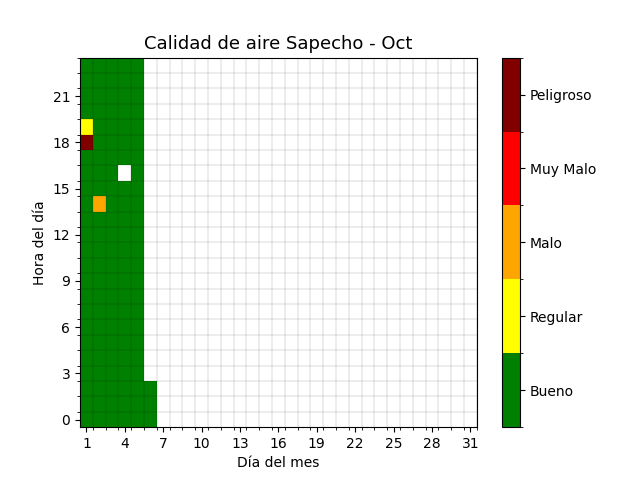 Calidad de aire Sapecho - Oct
Hora del día
21
18
15
12
9
6
3
0
1 4 7 10 13 16 19 22 25 28 31
Día del mes
Peligroso
Muy Malo
Malo
Regular
Bueno